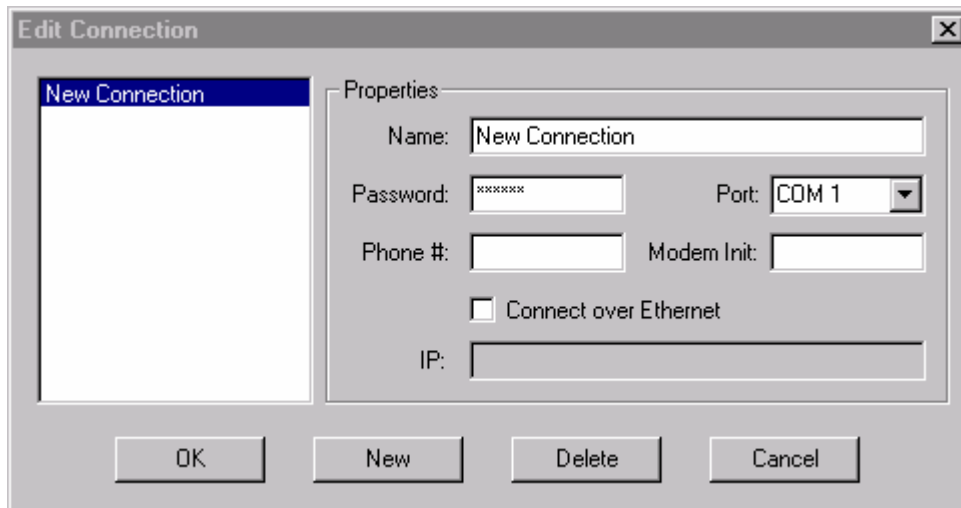 Edit Connection
New Connection
Properties
Name: New Connection
Password: ****** Port: COM 1
Phone #: Modem Init:
Connect over Ethernet
IP:
OK New Delete Cancel